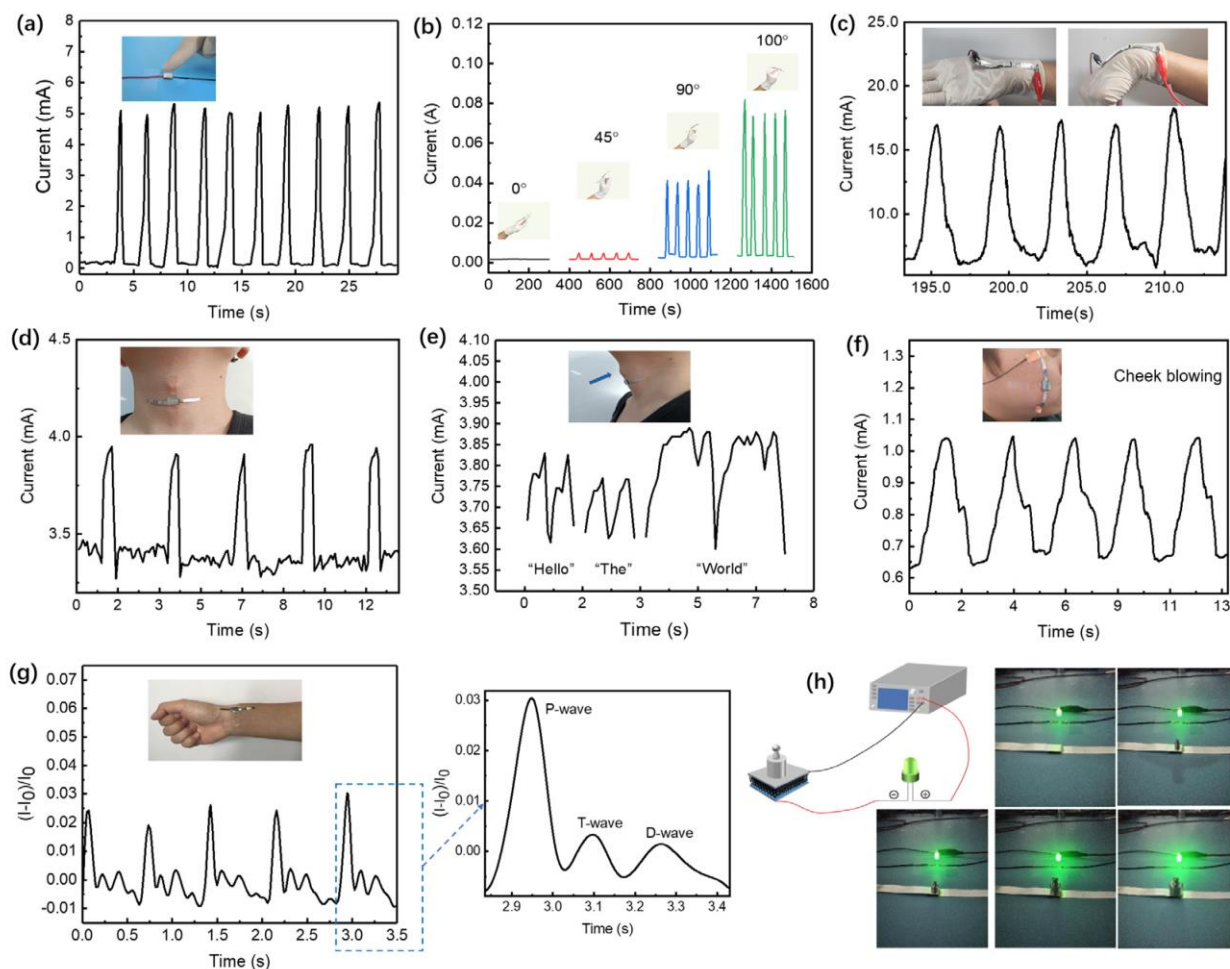 (a)
8
7
6
5
4
3
2
1
0
Current (mA)
0 5 10 15 20 25
Time (s)
(b)
0.12
0.10
0.08
0.06
0.04
0.02
0.00
Current (A)
0°
45°
90°
100°
0 200 400 600 800 1000 1200 1400 1600
Time (s)
(c)
25.0
20.0
15.0
10.0
Current (mA)
195.0 200.0 205.0 210.0
Time(s)
(d)
4.5
4.0
3.5
Current (mA)
0 2 3 5 7 8 10 12
Time (s)
(e)
4.10
4.05
4.00
3.95
3.90
3.85
3.80
3.75
3.70
3.65
3.60
3.55
3.50
Current (mA)
“Hello” “The” “World”
0 2 3 5 7 8
Time (s)
(f)
Cheek blowing
1.3
1.2
1.1
1.0
0.9
0.8
0.7
0.6
Current (mA)
0 2 4 6 9 11 13
Time (s)
(g)
0.07
0.06
0.05
0.04
0.03
0.02
0.01
0.00
-0.01
(I-I0)/I0
0.0 0.5 1.0 1.5 2.0 2.5 3.0 3.5
Time (s)
0.03
0.02
0.01
0.00
(I-I0)/I0
P-wave
T-wave
D-wave
2.9 3.0 3.1 3.2 3.3 3.4
Time (s)
(h)